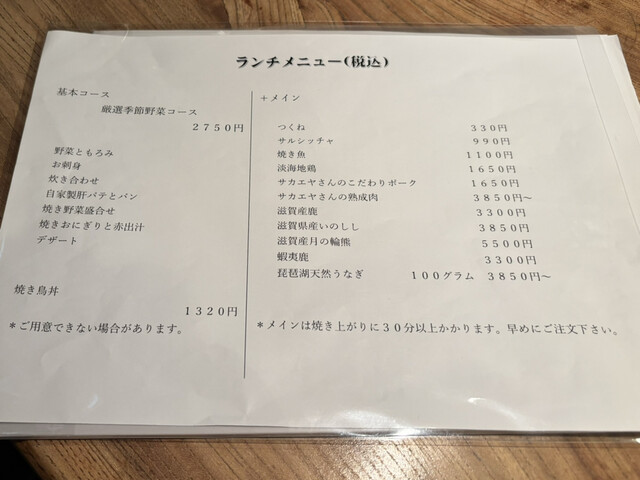 ランチメニュー(税込)
基本コース
厳選季節野菜コース
２７５０円
野菜ともろみ
お刺身
炊き合わせ
自家製肝パテとパン
焼き野菜盛合せ
焼きおにぎりと赤出汁
デザート
焼き鳥丼
１３２０円
＊ご用意できない場合があります。
＋メイン
つくね ３３０円
サルシッチャ ９９０円
焼き魚 １１００円
淡海地鶏 １６５０円
サカエヤさんのこだわりポーク １６５０円
サカエヤさんの熟成肉 ３８５０円～
滋賀産鹿 ３３００円
滋賀県産いのしし ３８５０円
滋賀産月の輪熊 ５５００円
蝦夷鹿 ３３００円
琵琶湖天然うなぎ １００グラム ３８５０円～
＊メインは焼き上がりに３０分以上かかります。早めにご注文下さい。